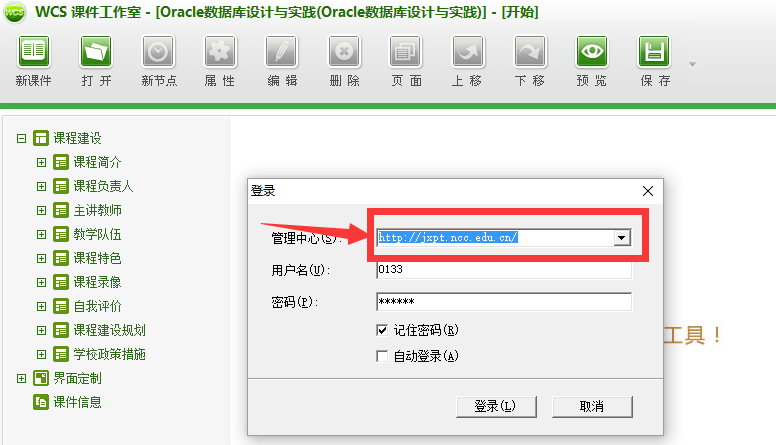 WCS 课件工作室 - [Oracle数据库设计与实践(Oracle数据库设计与实践)] - [开始]
新课件 打 开 新节点 属 性 编 辑 删 除 页 面 上 移 下 移 预 览 保 存
课程建设
课程简介
课程负责人
主讲教师
教学队伍
课程特色
课程录像
自我评价
课程建设规划
学校政策措施
界面定制
课件信息
登录
管理中心(S):
http://jxpt.ncc.edu.cn/
用户名(U):
0133
密码(P):
******
记住密码(R)
自动登录(A)
登录(L) 取消
工具！